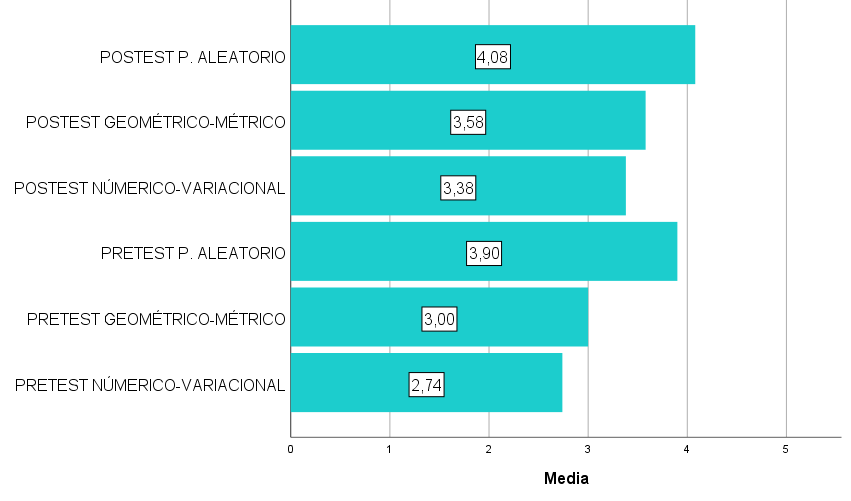 POSTEST P. ALEATORIO 4,08
POSTEST GEOMÉTRICO-MÉTRICO 3,58
POSTEST NÚMERICO-VARIACIONAL 3,38
PRETEST P. ALEATORIO 3,90
PRETEST GEOMÉTRICO-MÉTRICO 3,00
PRETEST NÚMERICO-VARIACIONAL 2,74
0 1 2 3 4 5
Media